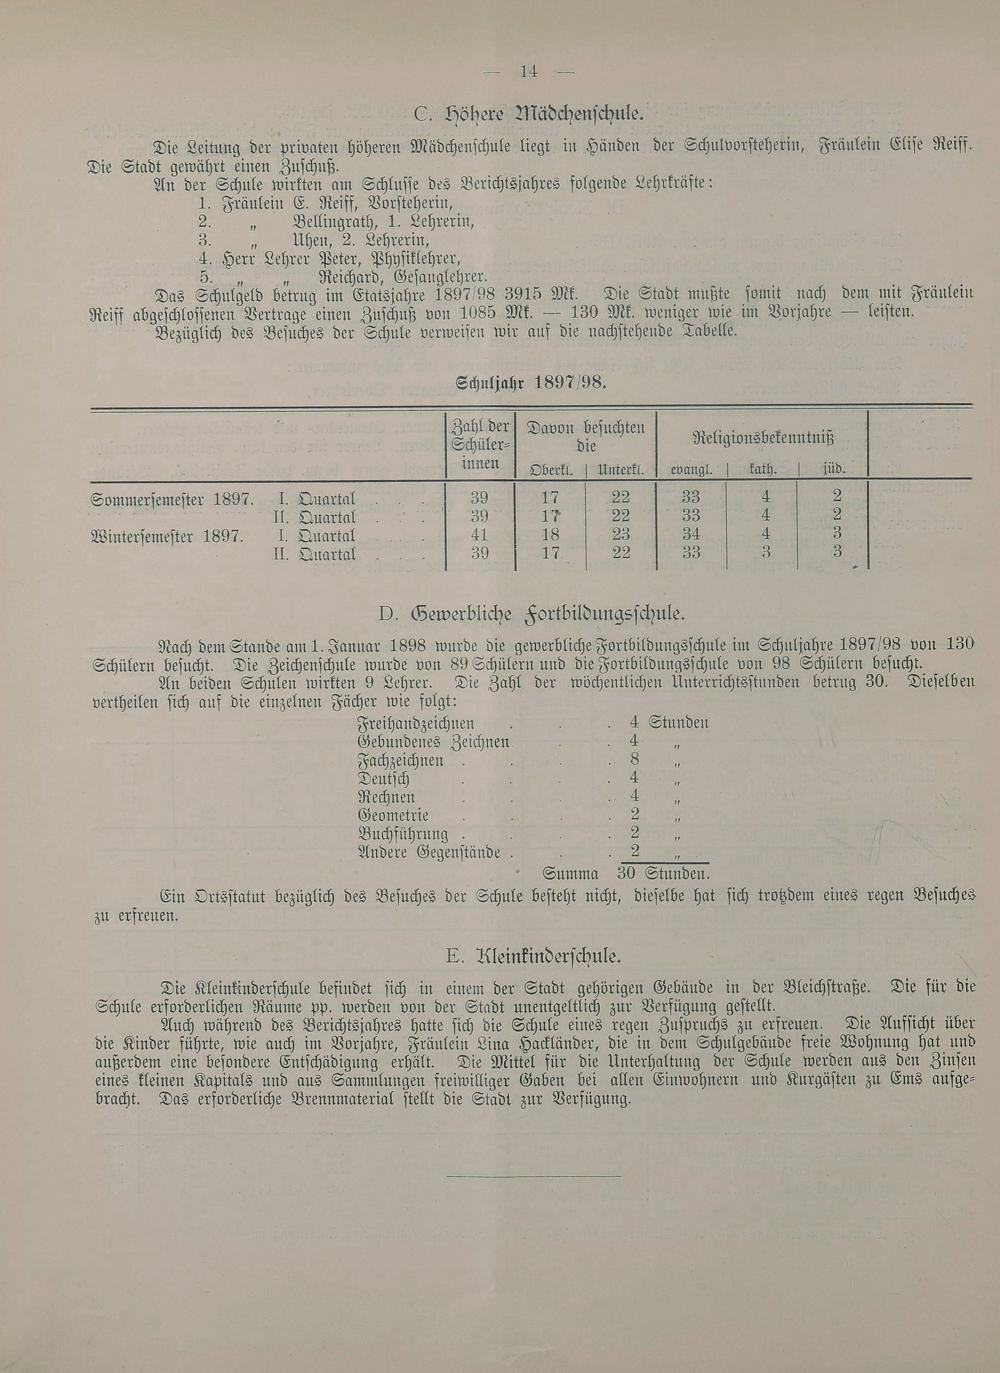 — 14 —
C. Höhere Mädchenschule.
Die Leitung der privaten höheren Mädchenschule liegt in Händen der Schulvorsteherin, Fräulein Elise Reiff.
Die Stadt gewährt einen Zuschuß.
An der Schule wirkten am Schlusse des Berichtsjahres folgende Lehrkräfte:
1. Fräulein E. Reiff, Vorsteherin,
2. „ Bellingrath, 1. Lehrerin,
3. „ Uhen, 2. Lehrerin,
4. Herr Lehrer Peter, Physiklehrer,
5. „ „ Reichard, Gesanglehrer.
Das Schulgeld betrug im Etatsjahre 1897/98 3915 Mk. Die Stadt mußte somit nach dem mit Fräulein
Reiff abgeschlossenen Vertrage einen Zuschuß von 1085 Mk. — 130 Mk. weniger wie im Vorjahre — leisten.
Bezüglich des Besuches der Schule verweisen wir auf die nachstehende Tabelle.
Schuljahr 1897/98.
Zahl der Schüler=innen | Davon besuchten die | Religionsbekenntniß
Oberkl. | Unterkl. | evangl. | kath. | jüd.
Sommersemester 1897. I. Quartal . . . 39 17 22 33 4 2
II. Quartal . . . 39 17 22 33 4 2
Wintersemester 1897. I. Quartal . . . 41 18 23 34 4 3
II. Quartal . . . 39 17 22 33 3 3
D. Gewerbliche Fortbildungsschule.
Nach dem Stande am 1. Januar 1898 wurde die gewerbliche Fortbildungsschule im Schuljahre 1897/98 von 130
Schülern besucht. Die Zeichenschule wurde von 89 Schülern und die Fortbildungsschule von 98 Schülern besucht.
An beiden Schulen wirkten 9 Lehrer. Die Zahl der wöchentlichen Unterrichtsstunden betrug 30. Dieselben
vertheilen sich auf die einzelnen Fächer wie folgt:
Freihandzeichnen . . . 4 Stunden
Gebundenes Zeichnen . . 4 „
Fachzeichnen . . . . 8 „
Deutsch . . . . 4 „
Rechnen . . . . 4 „
Geometrie . . . . 2 „
Buchführung . . . . 2 „
Andere Gegenstände . . . 2 „
Summa 30 Stunden.
Ein Ortsstatut bezüglich des Besuches der Schule besteht nicht, dieselbe hat sich trotzdem eines regen Besuches
zu erfreuen.
E. Kleinkinderschule.
Die Kleinkinderschule befindet sich in einem der Stadt gehörigen Gebäude in der Bleichstraße. Die für die
Schule erforderlichen Räume pp. werden von der Stadt unentgeltlich zur Verfügung gestellt.
Auch während des Berichtsjahres hatte sich die Schule eines regen Zuspruchs zu erfreuen. Die Aufsicht über
die Kinder führte, wie auch im Vorjahre, Fräulein Lina Hackländer, die in dem Schulgebäude freie Wohnung hat und
außerdem eine besondere Entschädigung erhält. Die Mittel für die Unterhaltung der Schule werden aus den Zinsen
eines kleinen Kapitals und aus Sammlungen freiwilliger Gaben bei allen Einwohnern und Kurgästen zu Ems aufge=
bracht. Das erforderliche Brennmaterial stellt die Stadt zur Verfügung.